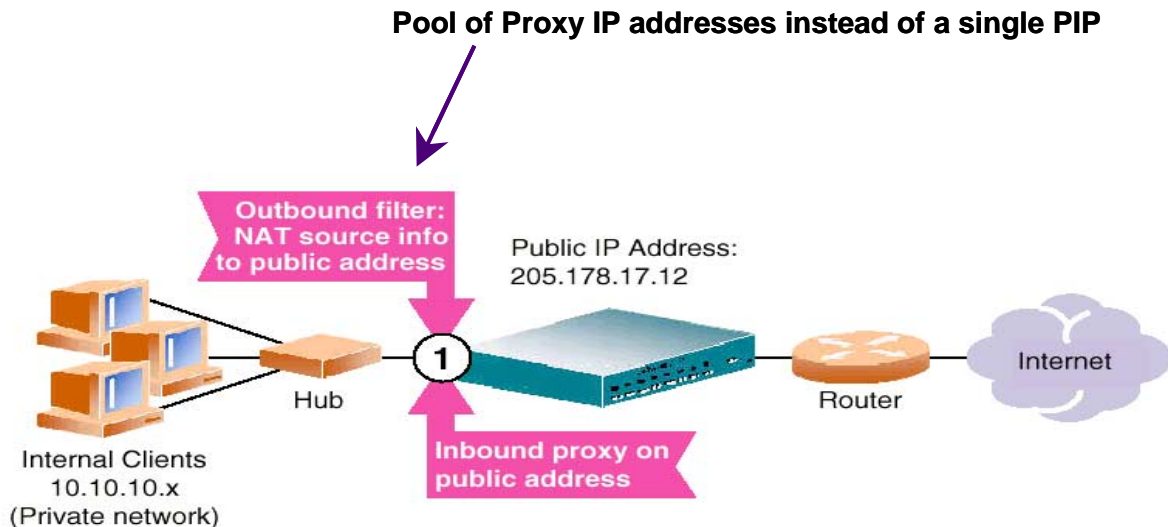 Pool of Proxy IP addresses instead of a single PIP
Outbound filter:
NAT source info
to public address
Public IP Address:
205.178.17.12
1
Internet
Hub
Router
Inbound proxy on
public address
Internal Clients
10.10.10.x
(Private network)